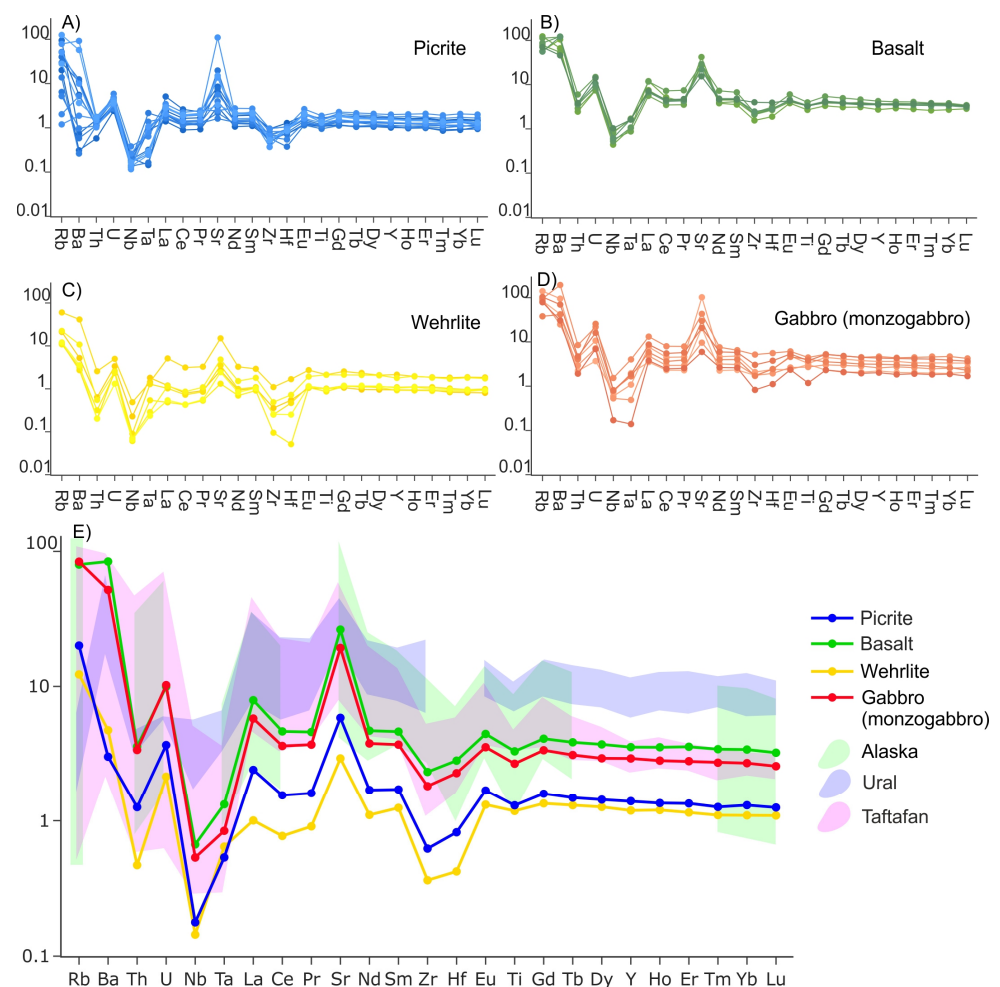 A)
Picrite
100
10
1
0.1
0.01
Rb Ba Th U Nb Ta La Ce Pr Sr Nd Sm Zr Hf Eu Ti Gd Tb Dy Y Ho Er Tm Yb Lu
B)
Basalt
100
10
1
0.1
0.01
Rb Ba Th U Nb Ta La Ce Pr Sr Nd Sm Zr Hf Eu Ti Gd Tb Dy Y Ho Er Tm Yb Lu
C)
Wehrlite
100
10
1
0.1
0.01
Rb Ba Th U Nb Ta La Ce Pr Sr Nd Sm Zr Hf Eu Ti Gd Tb Dy Y Ho Er Tm Yb Lu
D)
Gabbro (monzogabbro)
100
10
1
0.1
0.01
Rb Ba Th U Nb Ta La Ce Pr Sr Nd Sm Zr Hf Eu Ti Gd Tb Dy Y Ho Er Tm Yb Lu
E)
100
10
1
0.1
Rb Ba Th U Nb Ta La Ce Pr Sr Nd Sm Zr Hf Eu Ti Gd Tb Dy Y Ho Er Tm Yb Lu
Picrite
Basalt
Wehrlite
Gabbro
(monzogabbro)
Alaska
Ural
Taftafan